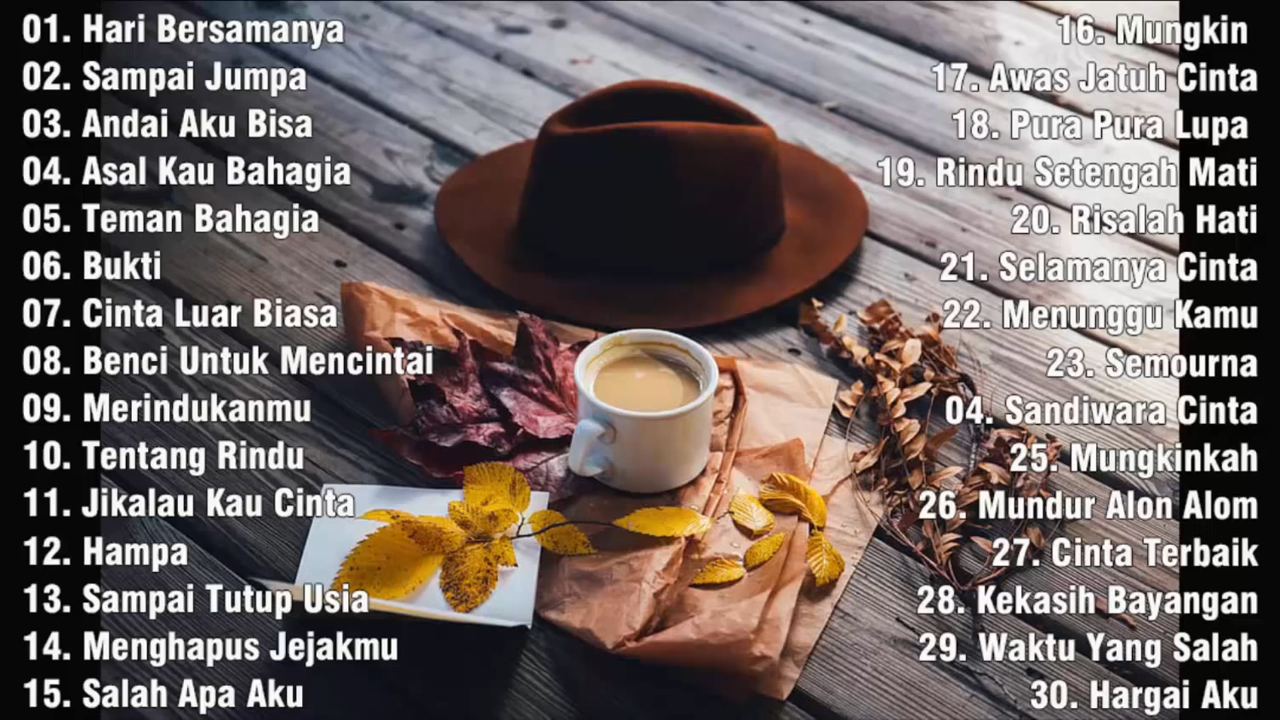 01. Hari Bersamanya
02. Sampai Jumpa
03. Andai Aku Bisa
04. Asal Kau Bahagia
05. Teman Bahagia
06. Bukti
07. Cinta Luar Biasa
08. Benci Untuk Mencintai
09. Merindukanmu
10. Tentang Rindu
11. Jikalau Kau Cinta
12. Hampa
13. Sampai Tutup Usia
14. Menghapus Jejakmu
15. Salah Apa Aku
16. Mungkin
17. Awas Jatuh Cinta
18. Pura Pura Lupa
19. Rindu Setengah Mati
20. Risalah Hati
21. Selamanya Cinta
22. Menunggu Kamu
23. Semourna
04. Sandiwara Cinta
25. Mungkinkah
26. Mundur Alon Alom
27. Cinta Terbaik
28. Kekasih Bayangan
29. Waktu Yang Salah
30. Hargai Aku